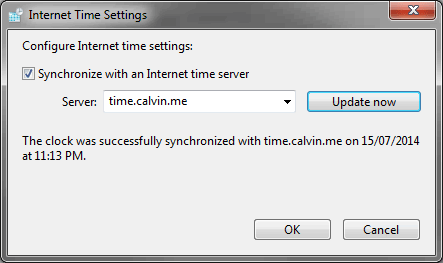 Internet Time Settings
Configure Internet time settings:
Synchronize with an Internet time server
Server: time.calvin.me Update now
The clock was successfully synchronized with time.calvin.me on 15/07/2014
at 11:13 PM.
OK Cancel